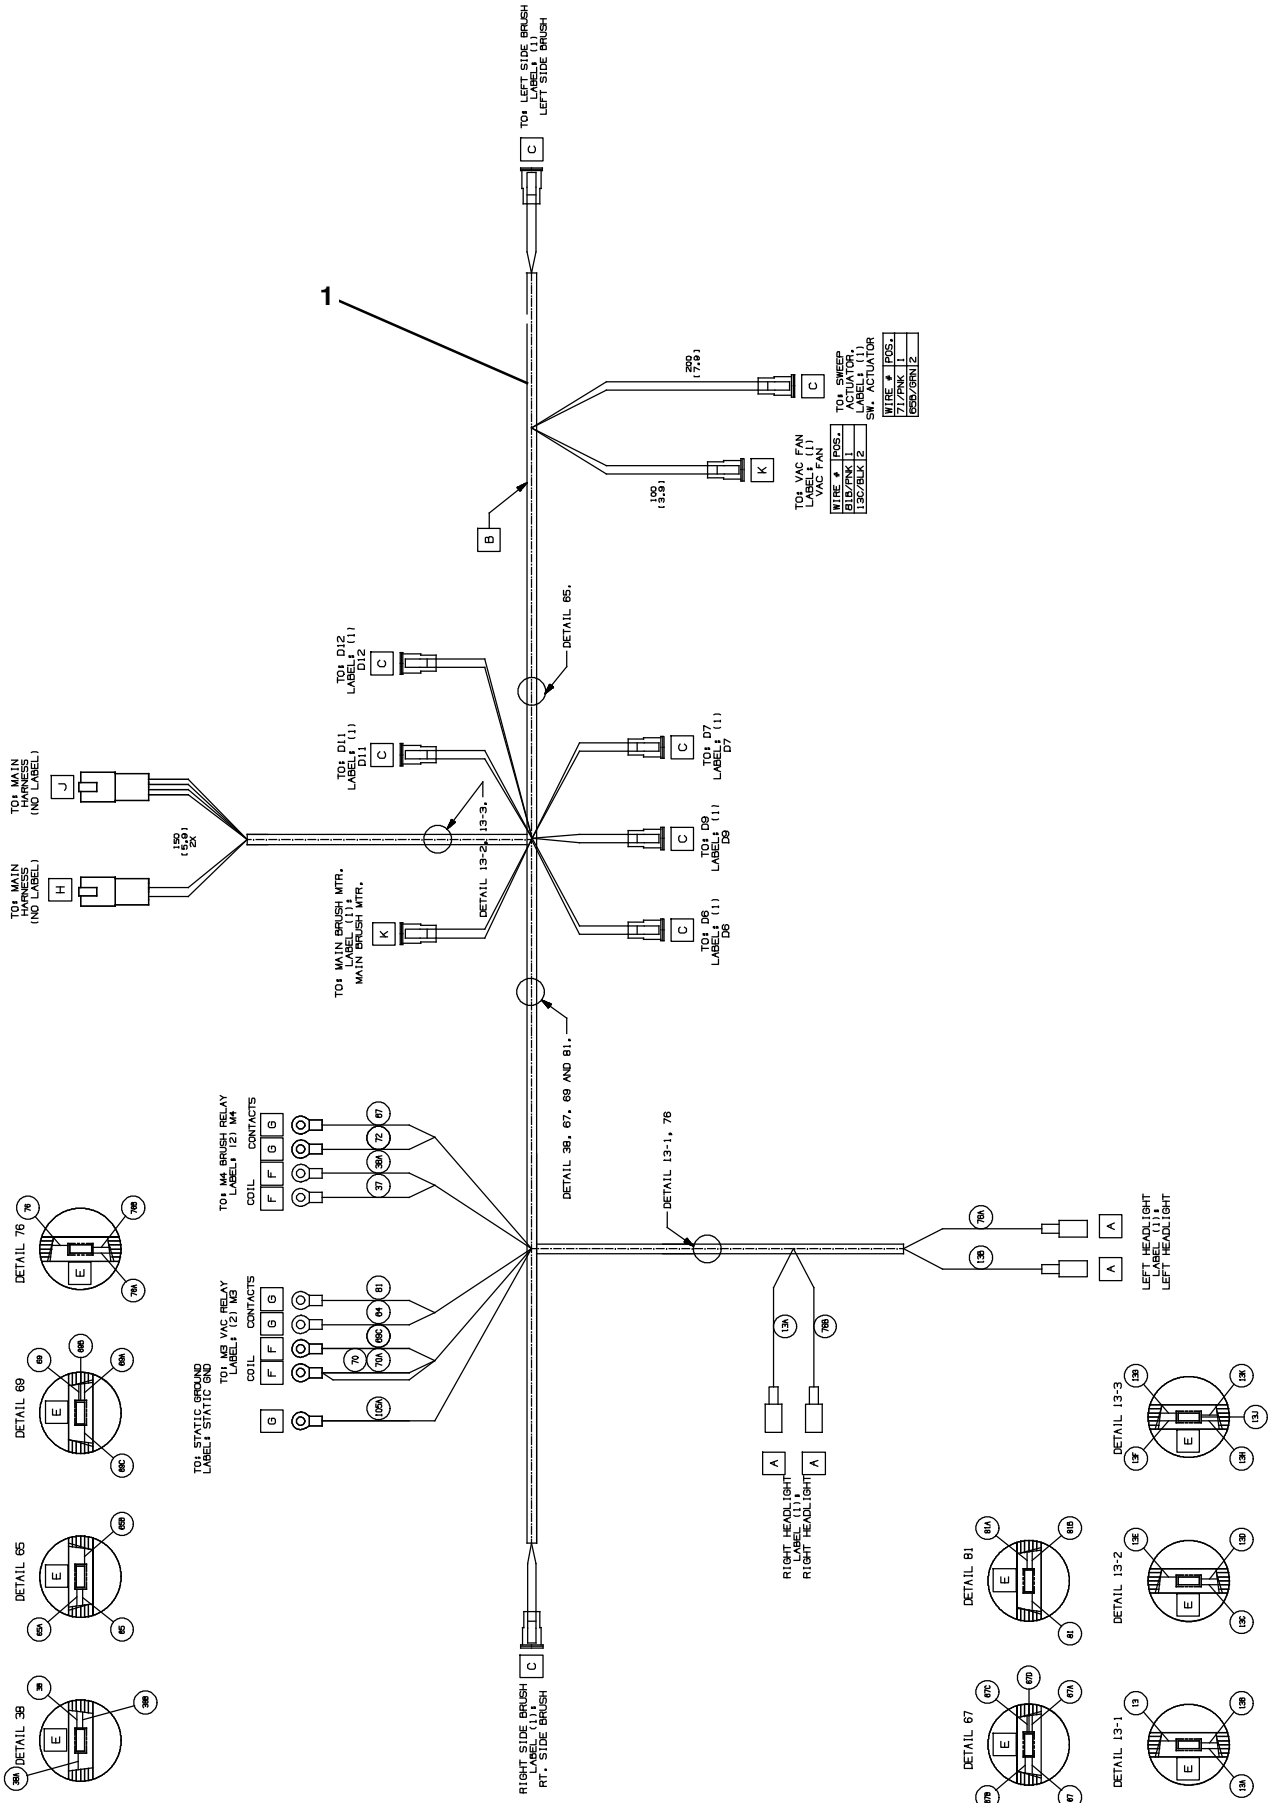 TO: LEFT SIDE BRUSH
LABEL: (1)
LEFT SIDE BRUSH
C
1
200
[7.9]
C
TO: SWEEP
ACTUATOR.
LABEL: (1)
SW. ACTUATOR
WIRE # POS.
71/PNK 1
65B/GRN 2
100
[3.9]
K
TO: VAC FAN
LABEL: (1)
VAC FAN
WIRE # POS.
81B/PNK 1
13C/BLK 2
B
DETAIL 65.
TO: D12
LABEL: (1)
D12
C
TO: D11
LABEL: (1)
D11
C
TO: MAIN
HARNESS
(NO LABEL)
J
150
[5.9]
2X
TO: MAIN
HARNESS
(NO LABEL)
H
DETAIL 13-2, 13-3.
TO: MAIN BRUSH MTR.
LABEL (1):
MAIN BRUSH MTR.
K
C
TO: D7
LABEL: (1)
D7
C
TO: D9
LABEL: (1)
D9
C
TO: D6
LABEL: (1)
D6
DETAIL 38, 67, 69 AND 81.
TO: M4 BRUSH RELAY
LABEL: (2) M4
COIL CONTACTS
F F G G
37
38A
72
67
TO: M3 VAC RELAY
LABEL: (2) M3
COIL CONTACTS
F F G G
70
70A
69C
64
81
TO: STATIC GROUND
LABEL: STATIC GND
G
105A
DETAIL 13-1, 76
76A
13B
A
A
LEFT HEADLIGHT
LABEL (1):
LEFT HEADLIGHT
13A
76B
A
A
RIGHT HEADLIGHT
LABEL (1):
RIGHT HEADLIGHT
C
RIGHT SIDE BRUSH
LABEL (1):
RT. SIDE BRUSH
DETAIL 76
76
76B
76A
E
DETAIL 69
69
69B
69A
69C
E
DETAIL 65
65A
65B
65
E
DETAIL 38
38A
38
38B
E
DETAIL 81
81A
81B
81
E
DETAIL 67
67C
67D
67A
67B
67
E
DETAIL 13-3
13G
13K
13J
13H
13F
E
DETAIL 13-2
13E
13D
13C
E
DETAIL 13-1
13
13B
13A
E